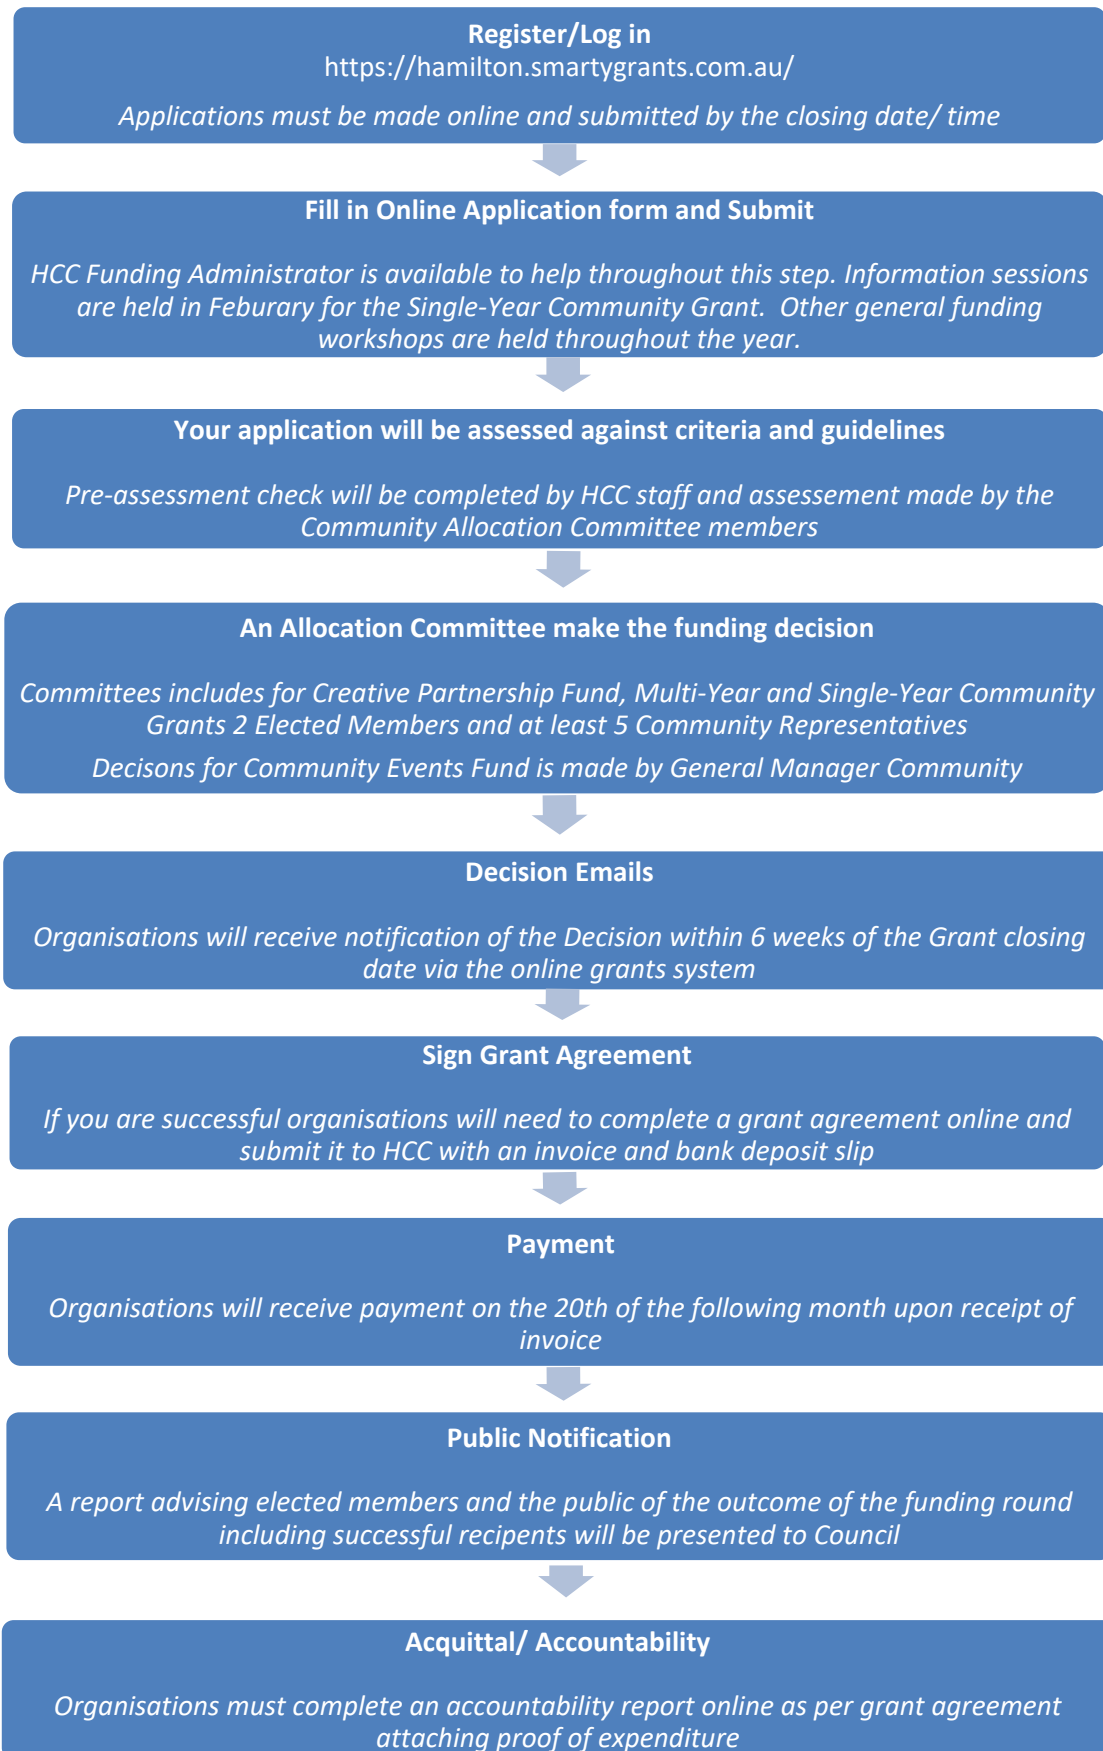 Register/Log in
https://hamilton.smartygrants.com.au/
Applications must be made online and submitted by the closing date/ time
Fill in Online Application form and Submit
HCC Funding Administrator is available to help throughout this step. Information sessions
are held in Feburary for the Single-Year Community Grant.  Other general funding
workshops are held throughout the year.
Your application will be assessed against criteria and guidelines
Pre-assessment check will be completed by HCC staff and assessement made by the
Community Allocation Committee members
An Allocation Committee make the funding decision
Committees includes for Creative Partnership Fund, Multi-Year and Single-Year Community
Grants 2 Elected Members and at least 5 Community Representatives
Decisons for Community Events Fund is made by General Manager Community
Decision Emails
Organisations will receive notification of the Decision within 6 weeks of the Grant closing
date via the online grants system
Sign Grant Agreement
If you are successful organisations will need to complete a grant agreement online and
submit it to HCC with an invoice and bank deposit slip
Payment
Organisations will receive payment on the 20th of the following month upon receipt of
invoice
Public Notification
A report advising elected members and the public of the outcome of the funding round
including successful recipents will be presented to Council
Acquittal/ Accountability
Organisations must complete an accountability report online as per grant agreement
attaching proof of expenditure